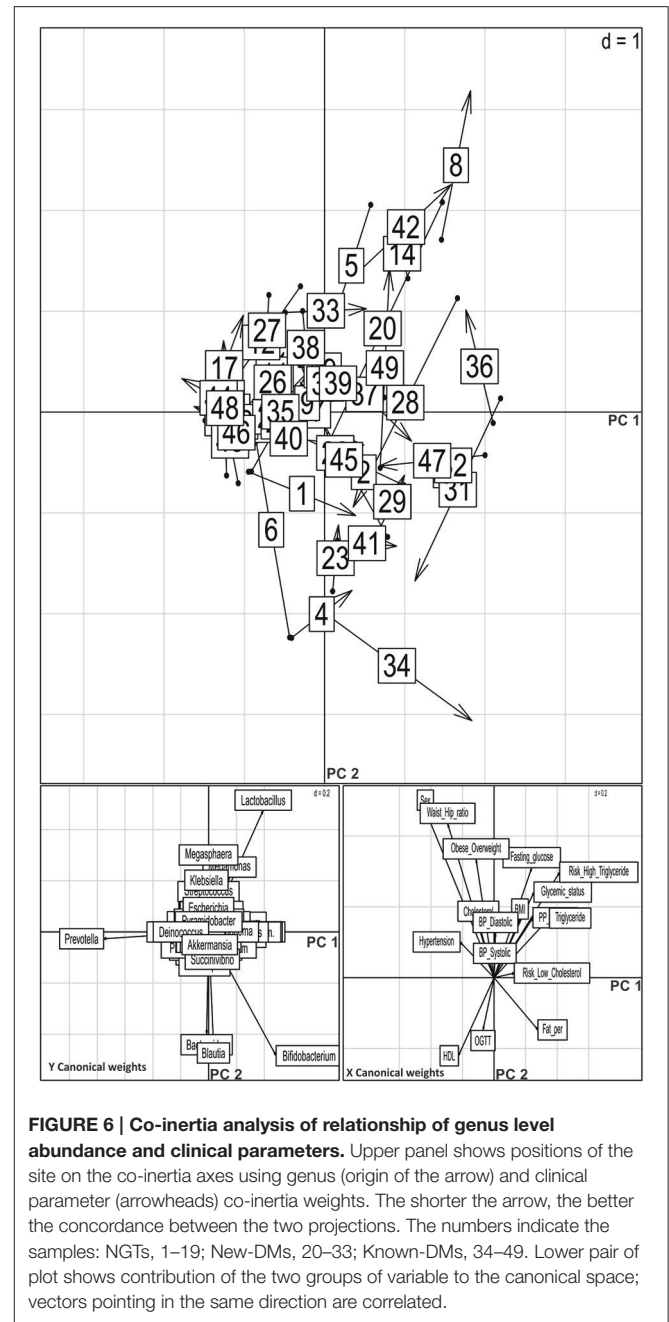 d = 1
8
42
14
5
33
20
27
38
36
17
49
26
39
37
28
48
35
9
PC 1
46
40
45
2
47
31
1
29
6
41
23
4
34
PC 2
d = 0.2
Lactobacillus
Megasphaera
Megamonas
Klebsiella
Streptococcus
Escherichia
Pyramidobacter
Deinococcus
Prevotella
PC 1
Akkermansia
Succinivibrio
Blautia
Bifidobacterium
Y Canonical weights
PC 2
d = 0.2
Sex
Waist_Hip_ratio
Obese_Overweight
Fasting_glucose
Risk_High_Triglyceride
Glycemic_status
Cholesterol
BMI
BP_Diastolic
PP
Triglyceride
Hypertension
BP_Systolic
Risk_Low_Cholesterol
PC 1
Fat_per
OGTT
HDL
X Canonical weights
PC 2
FIGURE 6 | Co-inertia analysis of relationship of genus level
abundance and clinical parameters. Upper panel shows positions of the
site on the co-inertia axes using genus (origin of the arrow) and clinical
parameter (arrowheads) co-inertia weights. The shorter the arrow, the better
the concordance between the two projections. The numbers indicate the
samples: NGTs, 1–19; New-DMs, 20–33; Known-DMs, 34–49. Lower pair of
plot shows contribution of the two groups of variable to the canonical space;
vectors pointing in the same direction are correlated.